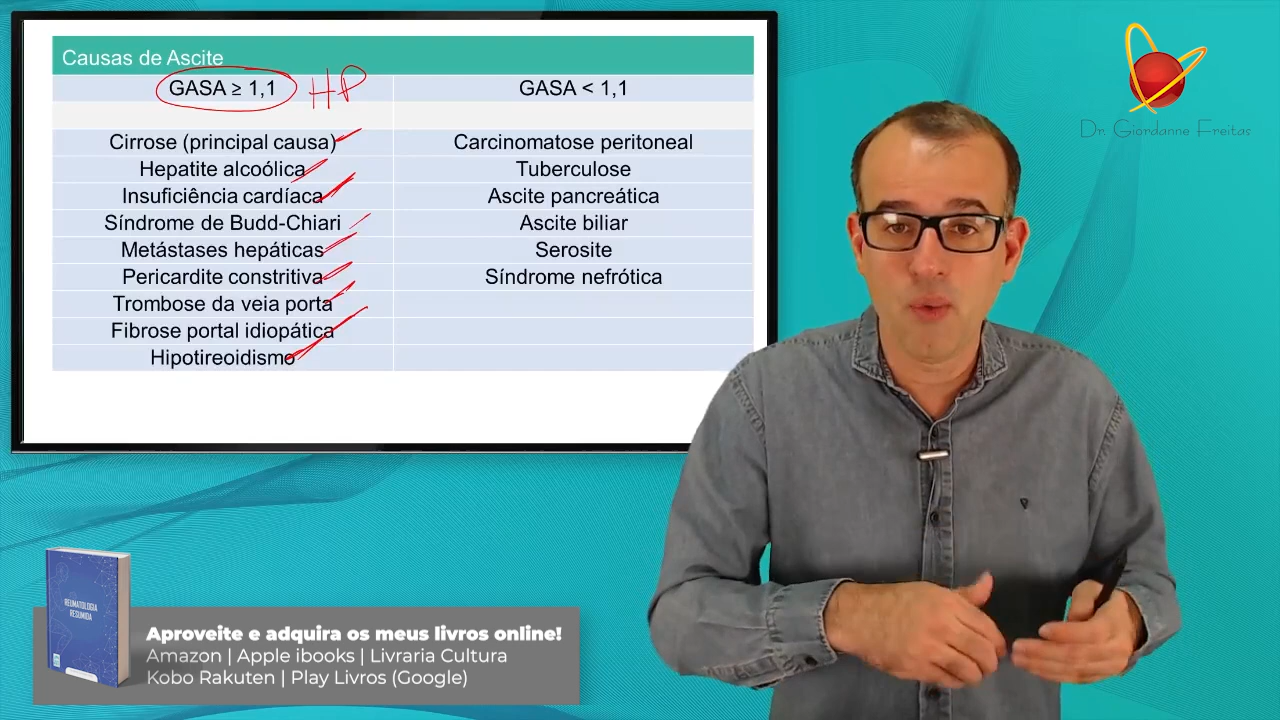 Causas de Ascite
GASA ≥ 1,1 HP GASA < 1,1
Cirrose (principal causa) Carcinomatose peritoneal
Hepatite alcoólica Tuberculose
Insuficiência cardíaca Ascite pancreática
Síndrome de Budd-Chiari Ascite biliar
Metástases hepáticas Serosite
Pericardite constritiva Síndrome nefrótica
Trombose da veia porta
Fibrose portal idiopática
Hipotireoidismo
Dr. Giordanne Freitas
REUMATOLOGIA
RESUMIDA
Aproveite e adquira os meus livros online!
Amazon | Apple ibooks | Livraria Cultura
Kobo Rakuten | Play Livros (Google)